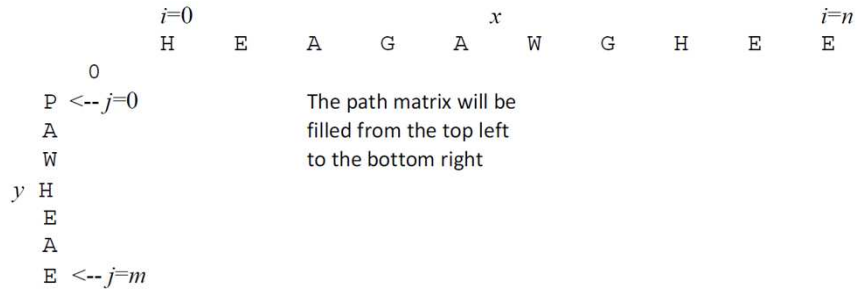 i=0 x i=n
H E A G A W G H E E
0
P <-- j=0 The path matrix will be
A filled from the top left
W to the bottom right
y H
E
A
E <-- j=m